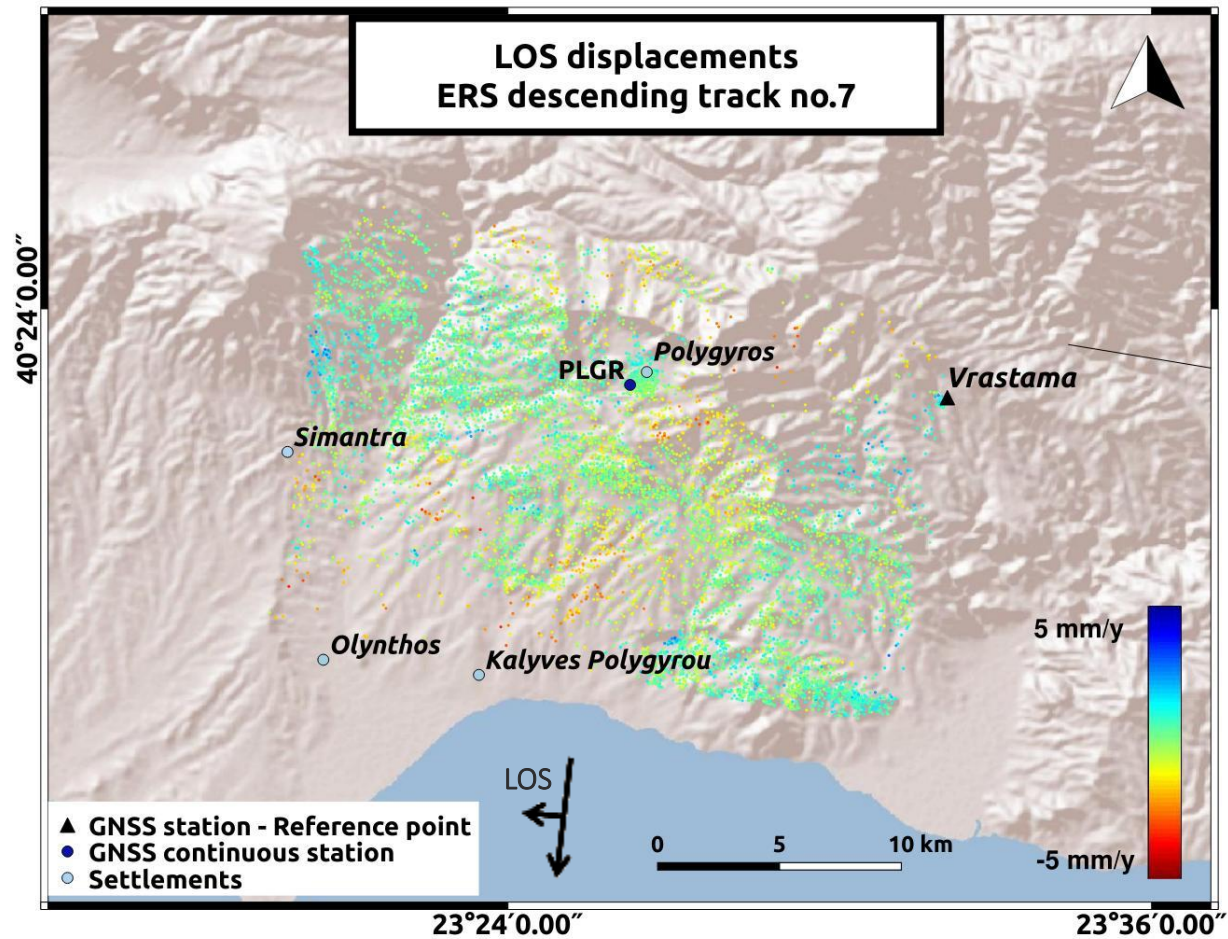 LOS displacements
ERS descending track no.7
40°24′0.00″
Polygyros
PLGR
Vrastama
Simantra
Olynthos
Kalyves Polygyrou
5 mm/y
-5 mm/y
LOS
0 5 10 km
GNSS station - Reference point
GNSS continuous station
Settlements
23°24′0.00″ 23°36′0.00″